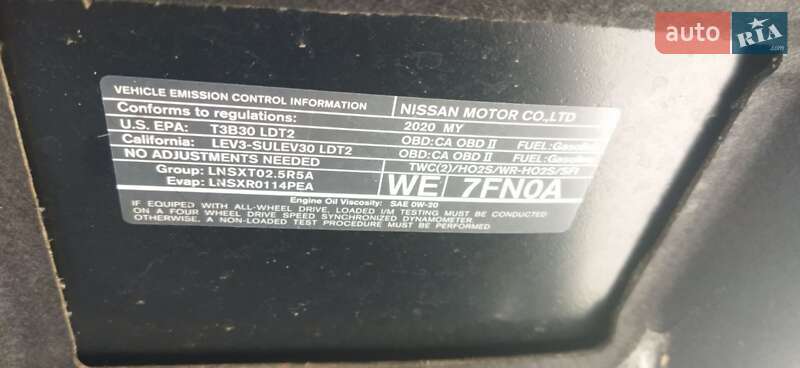 auto RIA .com
VEHICLE EMISSION CONTROL INFORMATION NISSAN MOTOR CO.,LTD
Conforms to regulations: 2020 MY
U.S. EPA: T3B30 LDT2 OBD:CA OBD II FUEL:Gasoline
California: LEV3-SULEV30 LDT2 OBD:CA OBD II FUEL:Gasoline
NO ADJUSTMENTS NEEDED TWC(2)/HO2S/WR-HO2S/SFI
Group: LNSXT02.5R5A
Evap: LNSXR0114PEA WE 7FN0A
Engine Oil Viscosity: SAE 0W-20
IF EQUIPPED WITH ALL-WHEEL DRIVE, LOADED I/M TESTING MUST BE CONDUCTED
ON A FOUR WHEEL DRIVE SPEED SYNCHRONIZED DYNAMOMETER.
OTHERWISE, A NON-LOADED TEST PROCEDURE MUST BE PERFORMED